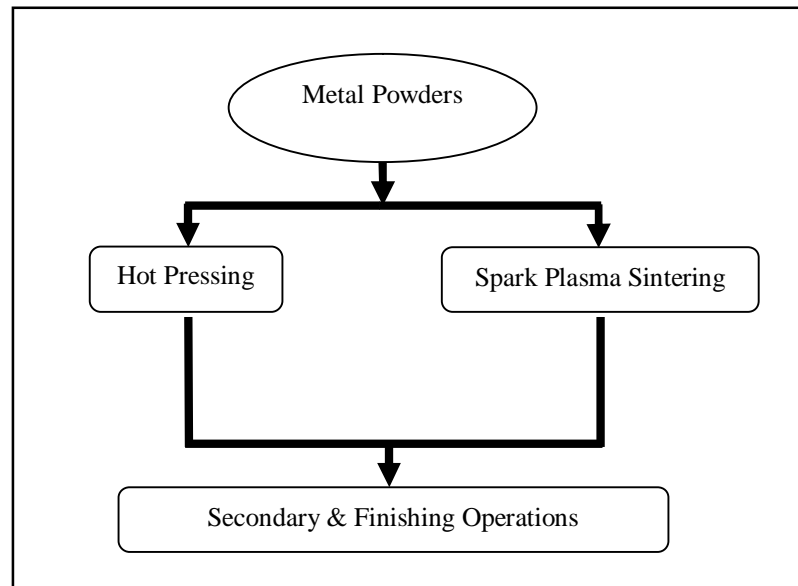 Metal Powders
Hot Pressing
Spark Plasma Sintering
Secondary & Finishing Operations